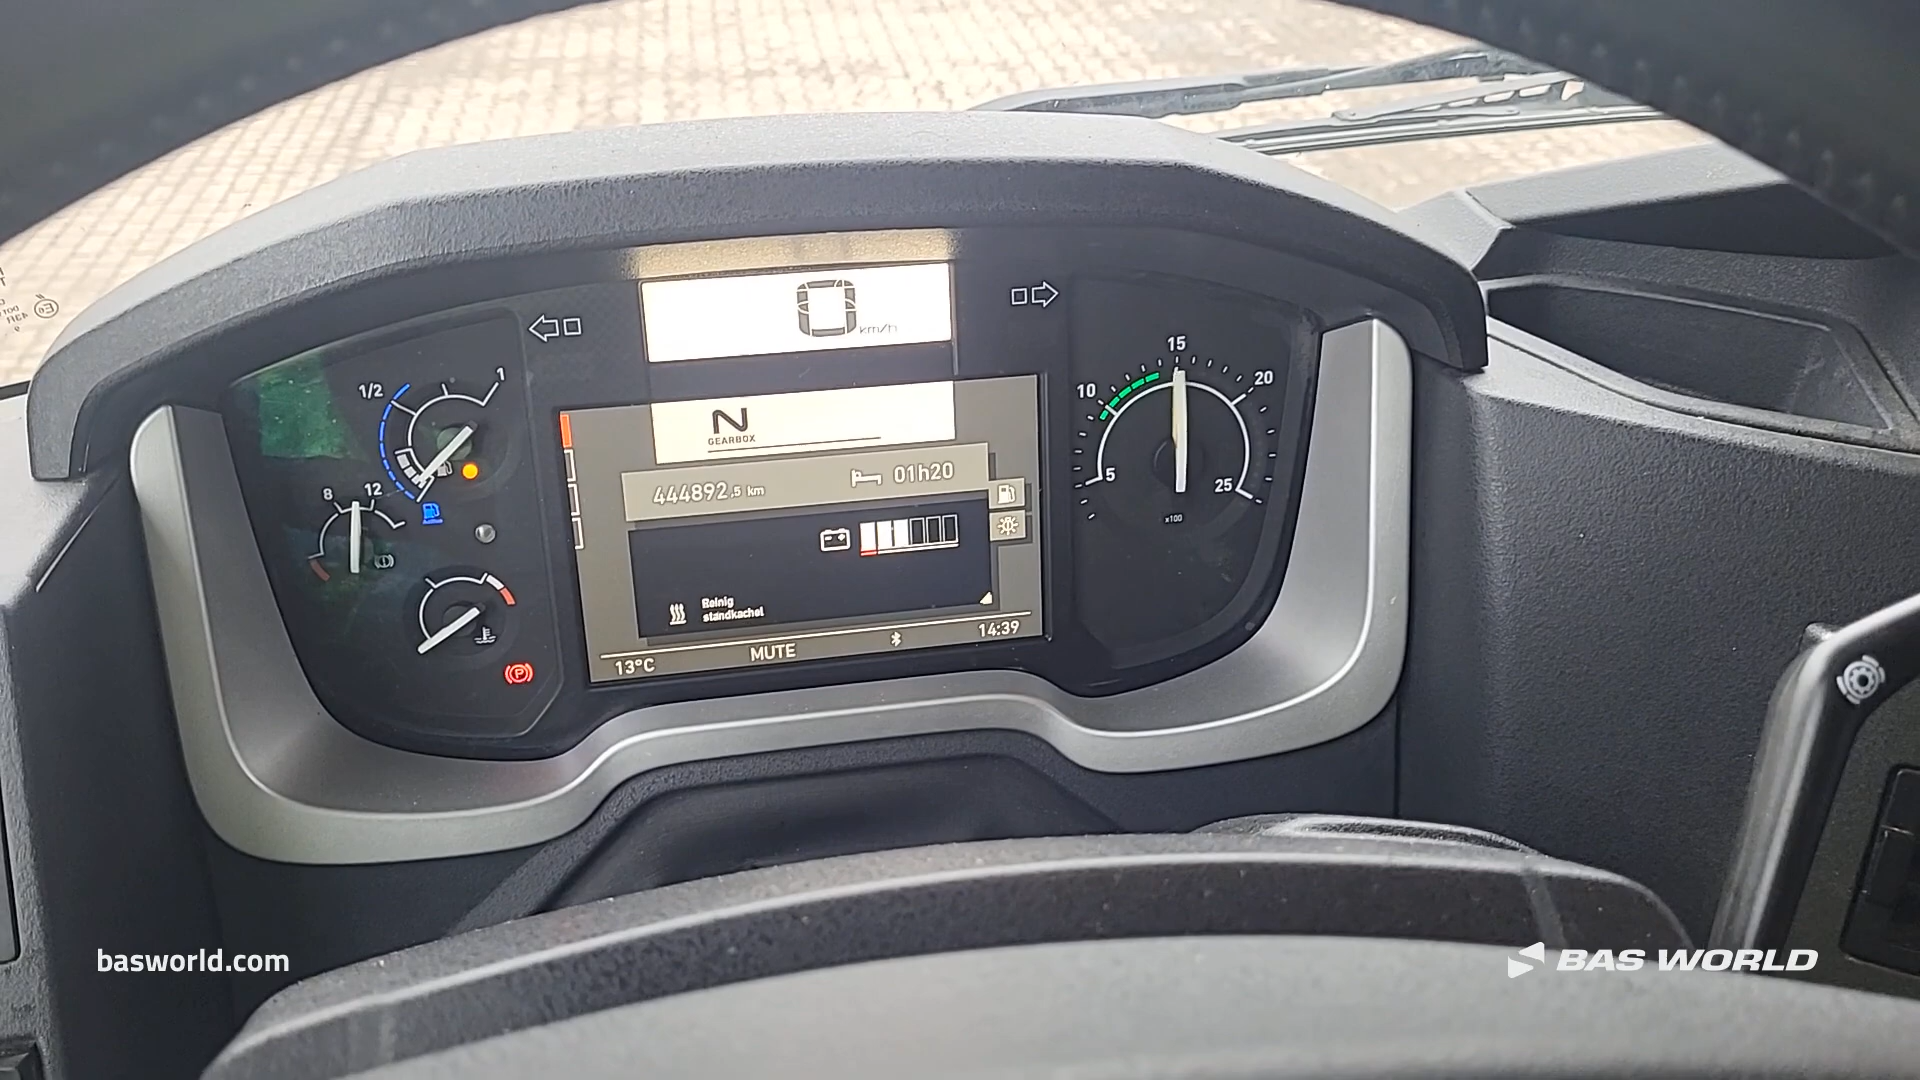 0 km/h
N
GEARBOX
444892,5 km
01h20
Reinig
standkachel
13°C
MUTE
14:39
1/2
1
8
12
P
5
10
15
20
25
x100
basworld.com
BAS WORLD